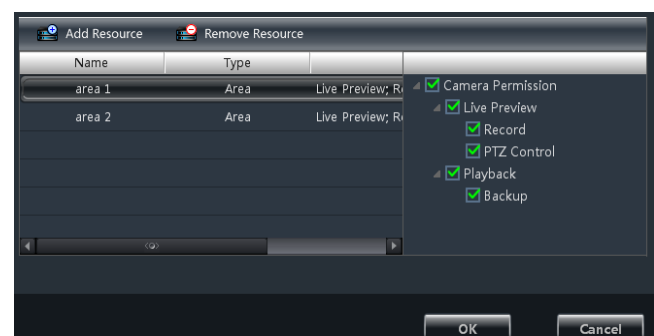 Add Resource Remove Resource
Name Type
area 1 Area Live Preview; R
area 2 Area Live Preview; R
Camera Permission
Live Preview
Record
PTZ Control
Playback
Backup
OK Cancel